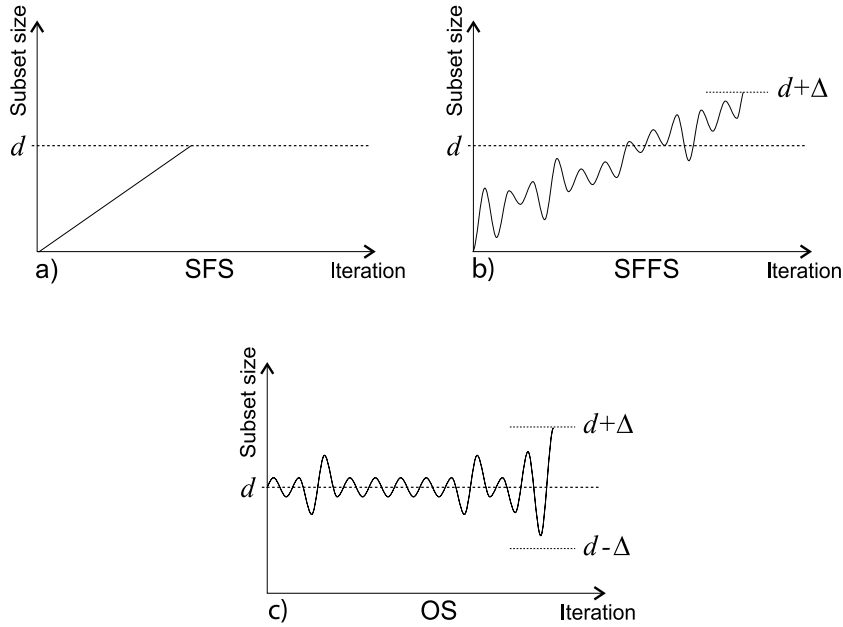 Subset size
d
a)
SFS
Iteration
Subset size
d+Δ
d
b)
SFFS
Iteration
Subset size
d+Δ
d
d-Δ
c)
OS
Iteration